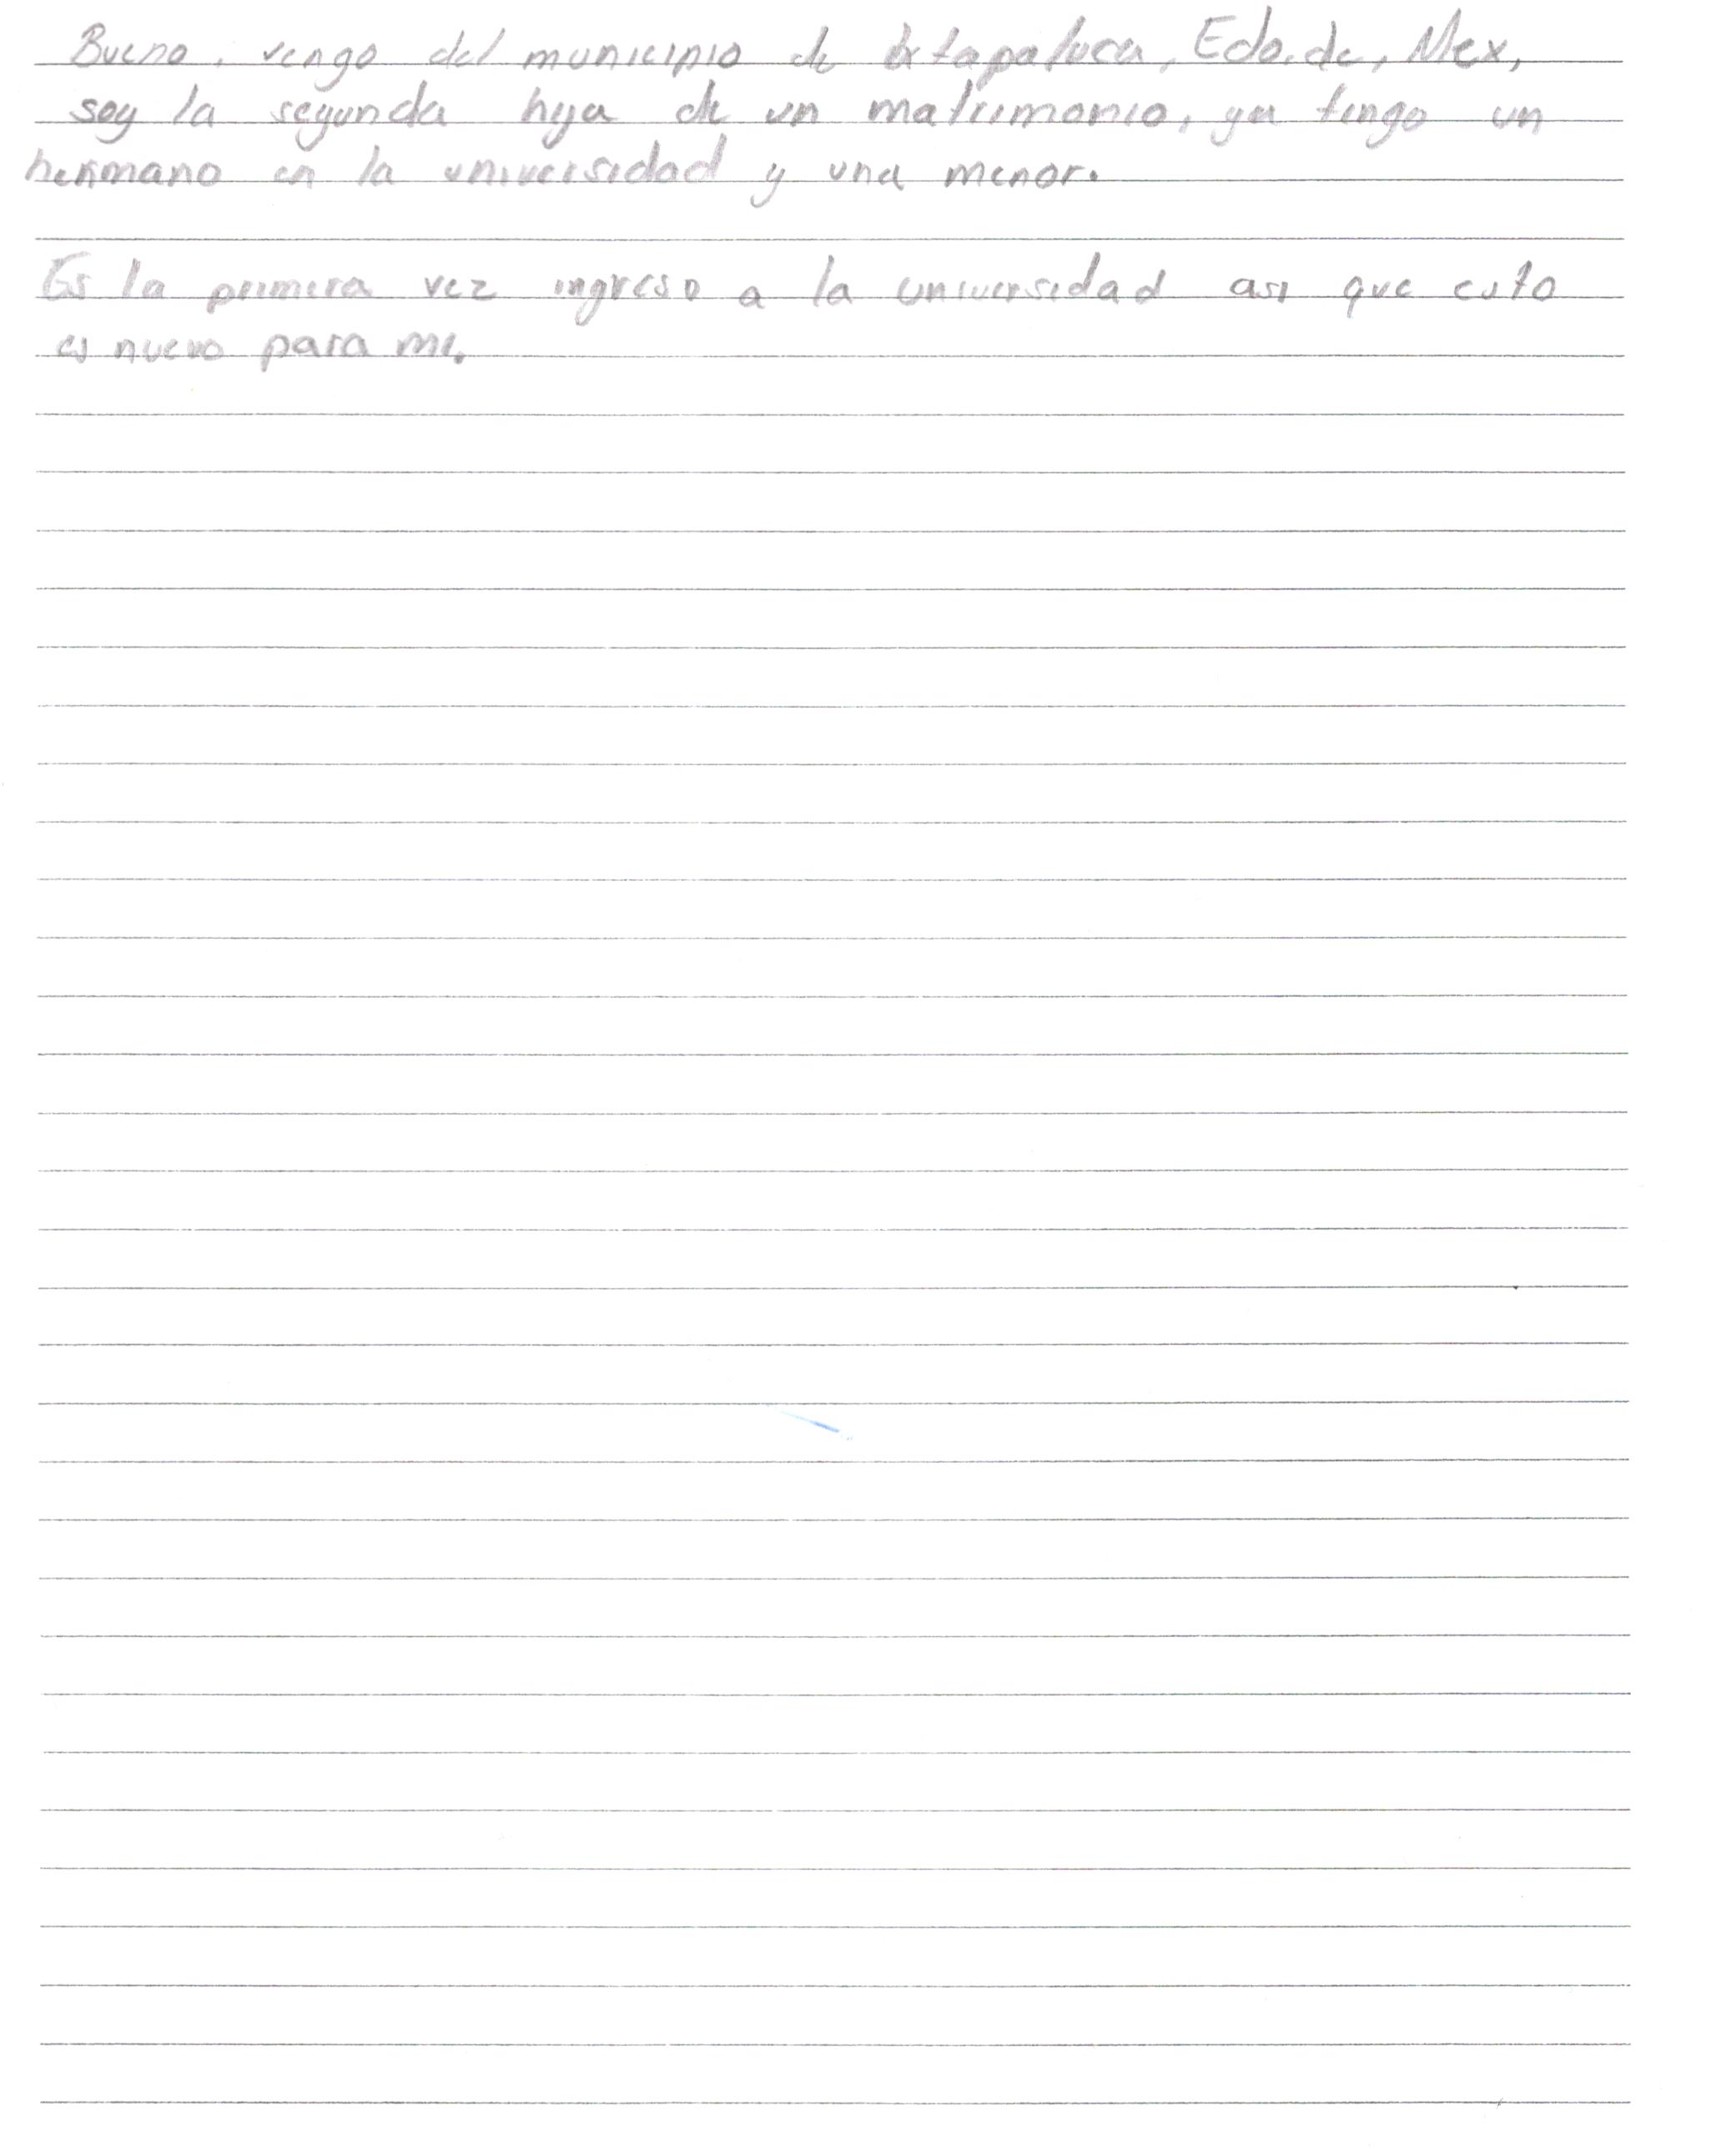 Bueno, vengo del municipio de Ixtapaluca, Edo. de, Mex,
soy la segunda hija de un matrimonio, ya tengo un
hermano en la universidad y una menor.
Es la primera vez ingreso a la universidad asi que esto
es nuevo para mi.